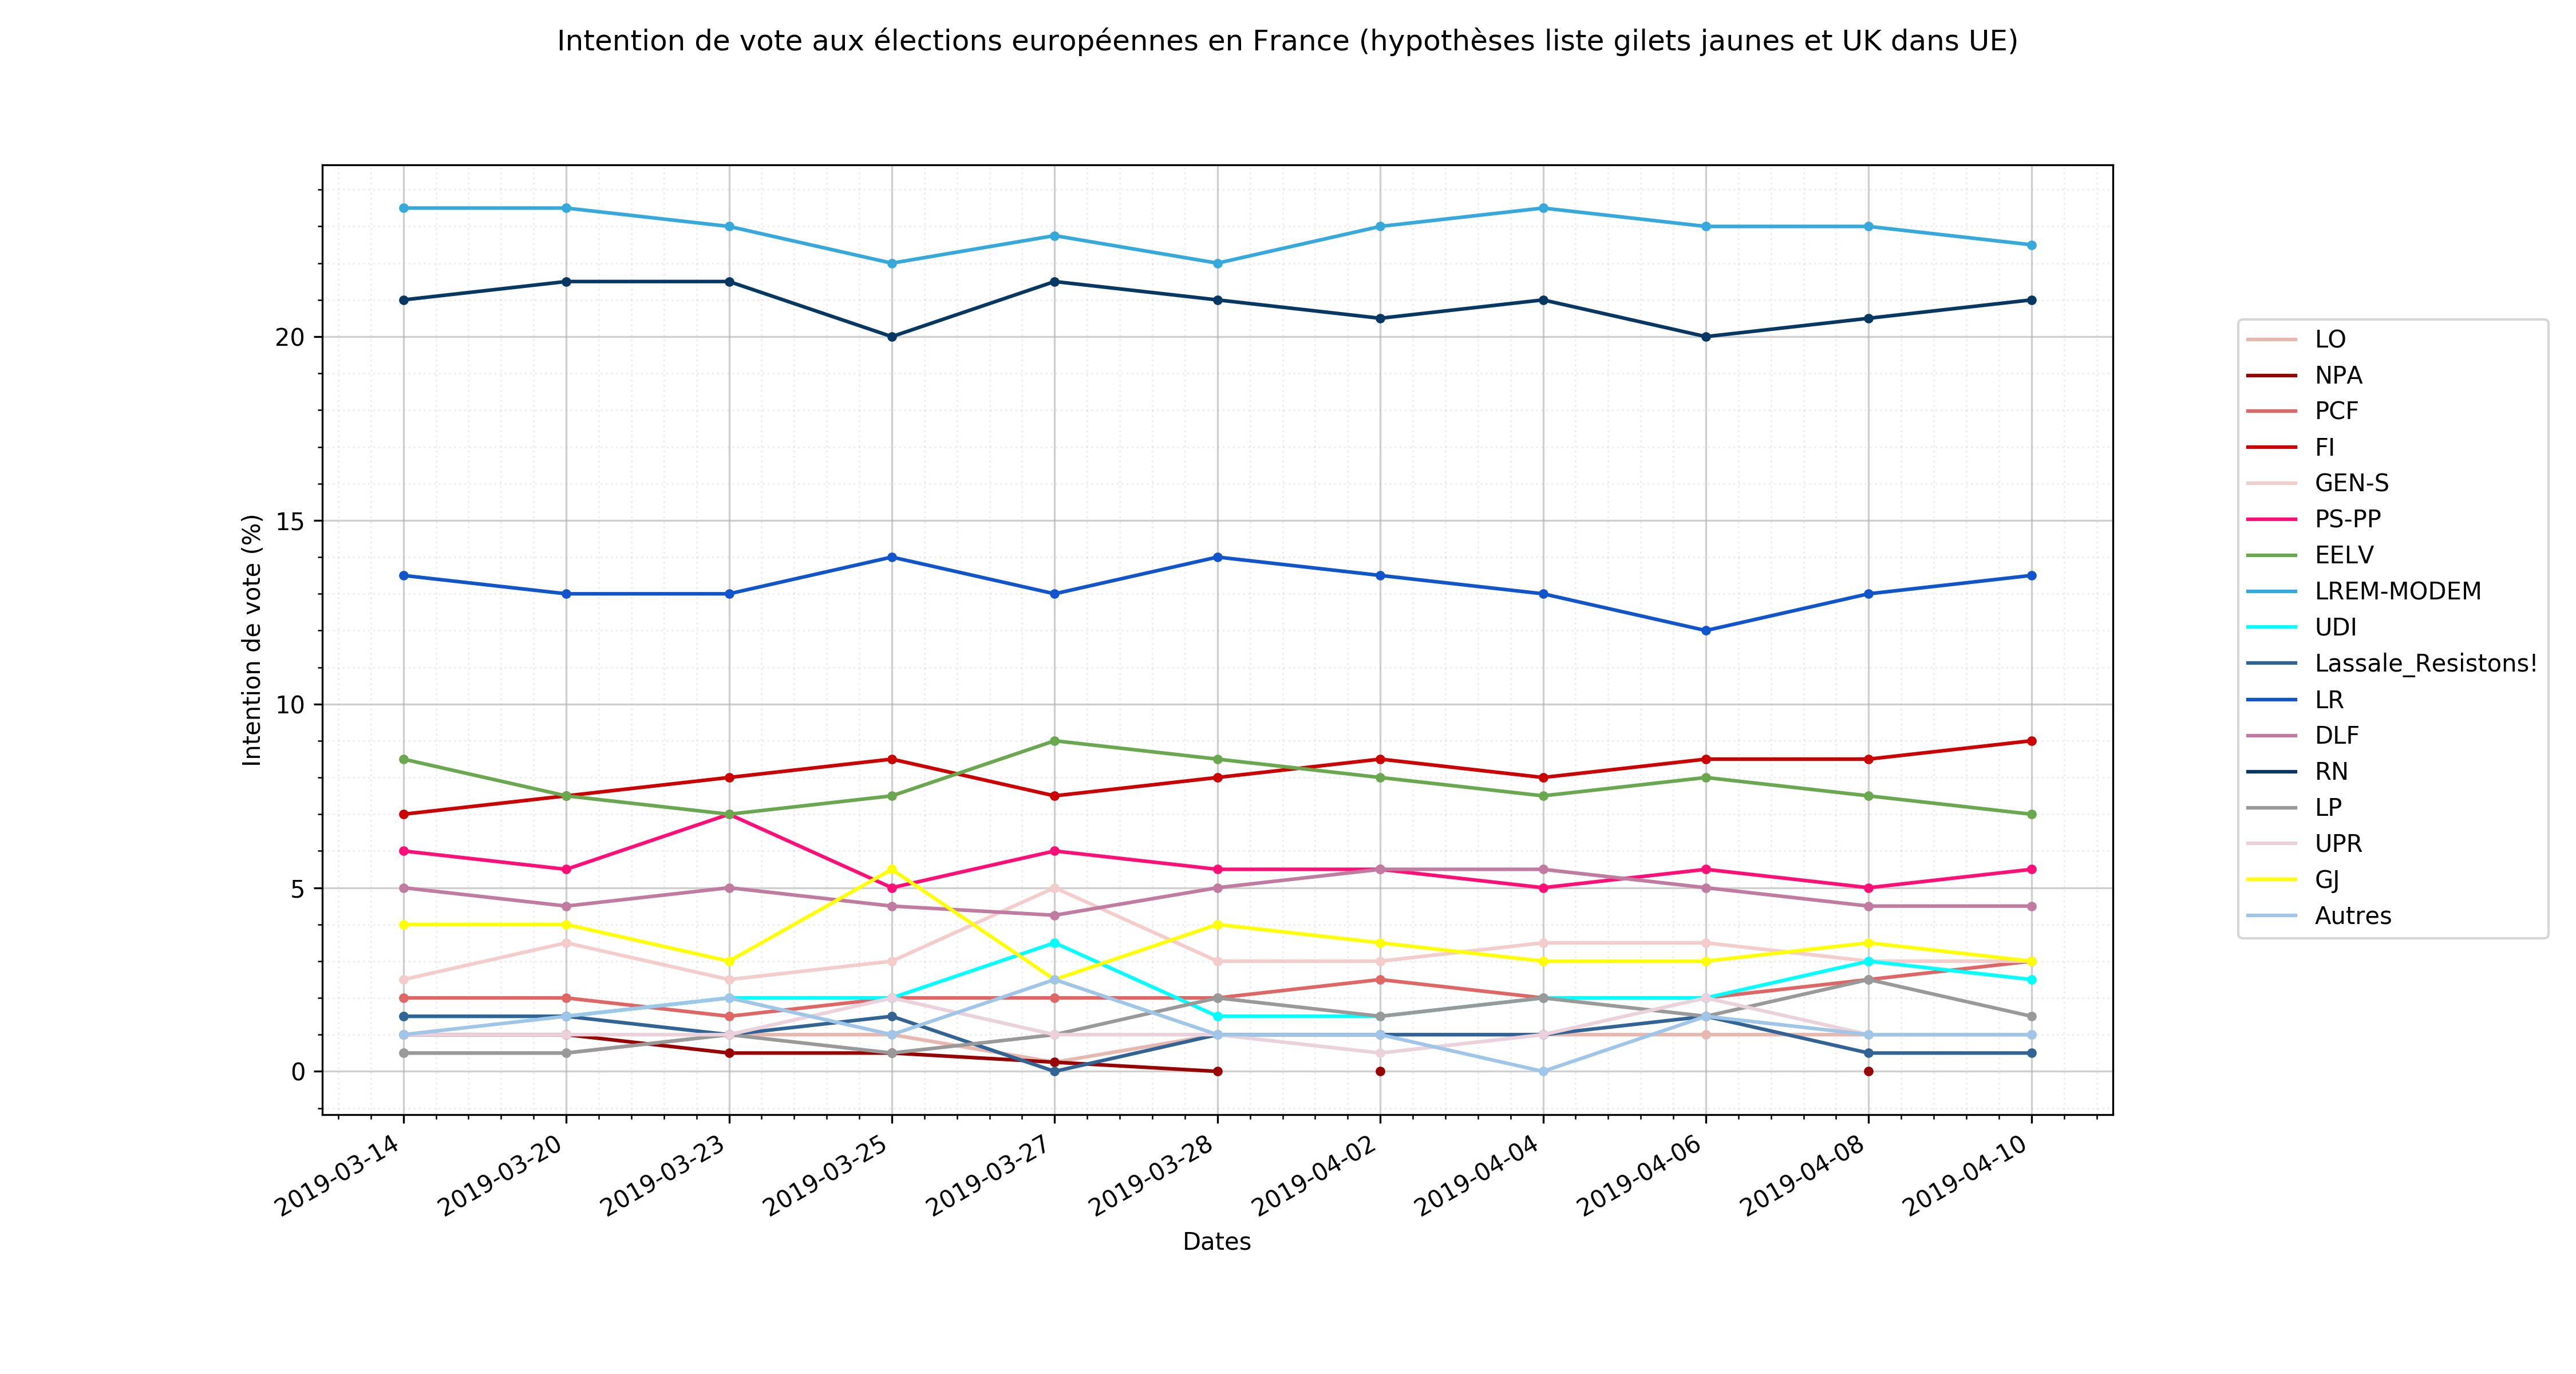 Intention de vote aux élections européennes en France (hypothèses liste gilets jaunes et UK dans UE)
Intention de vote (%)
20
15
10
5
0
2019-03-14
2019-03-20
2019-03-23
2019-03-25
2019-03-27
2019-03-28
2019-04-02
2019-04-04
2019-04-06
2019-04-08
2019-04-10
Dates
LO
NPA
PCF
FI
GEN-S
PS-PP
EELV
LREM-MODEM
UDI
Lassale_Resistons!
LR
DLF
RN
LP
UPR
GJ
Autres